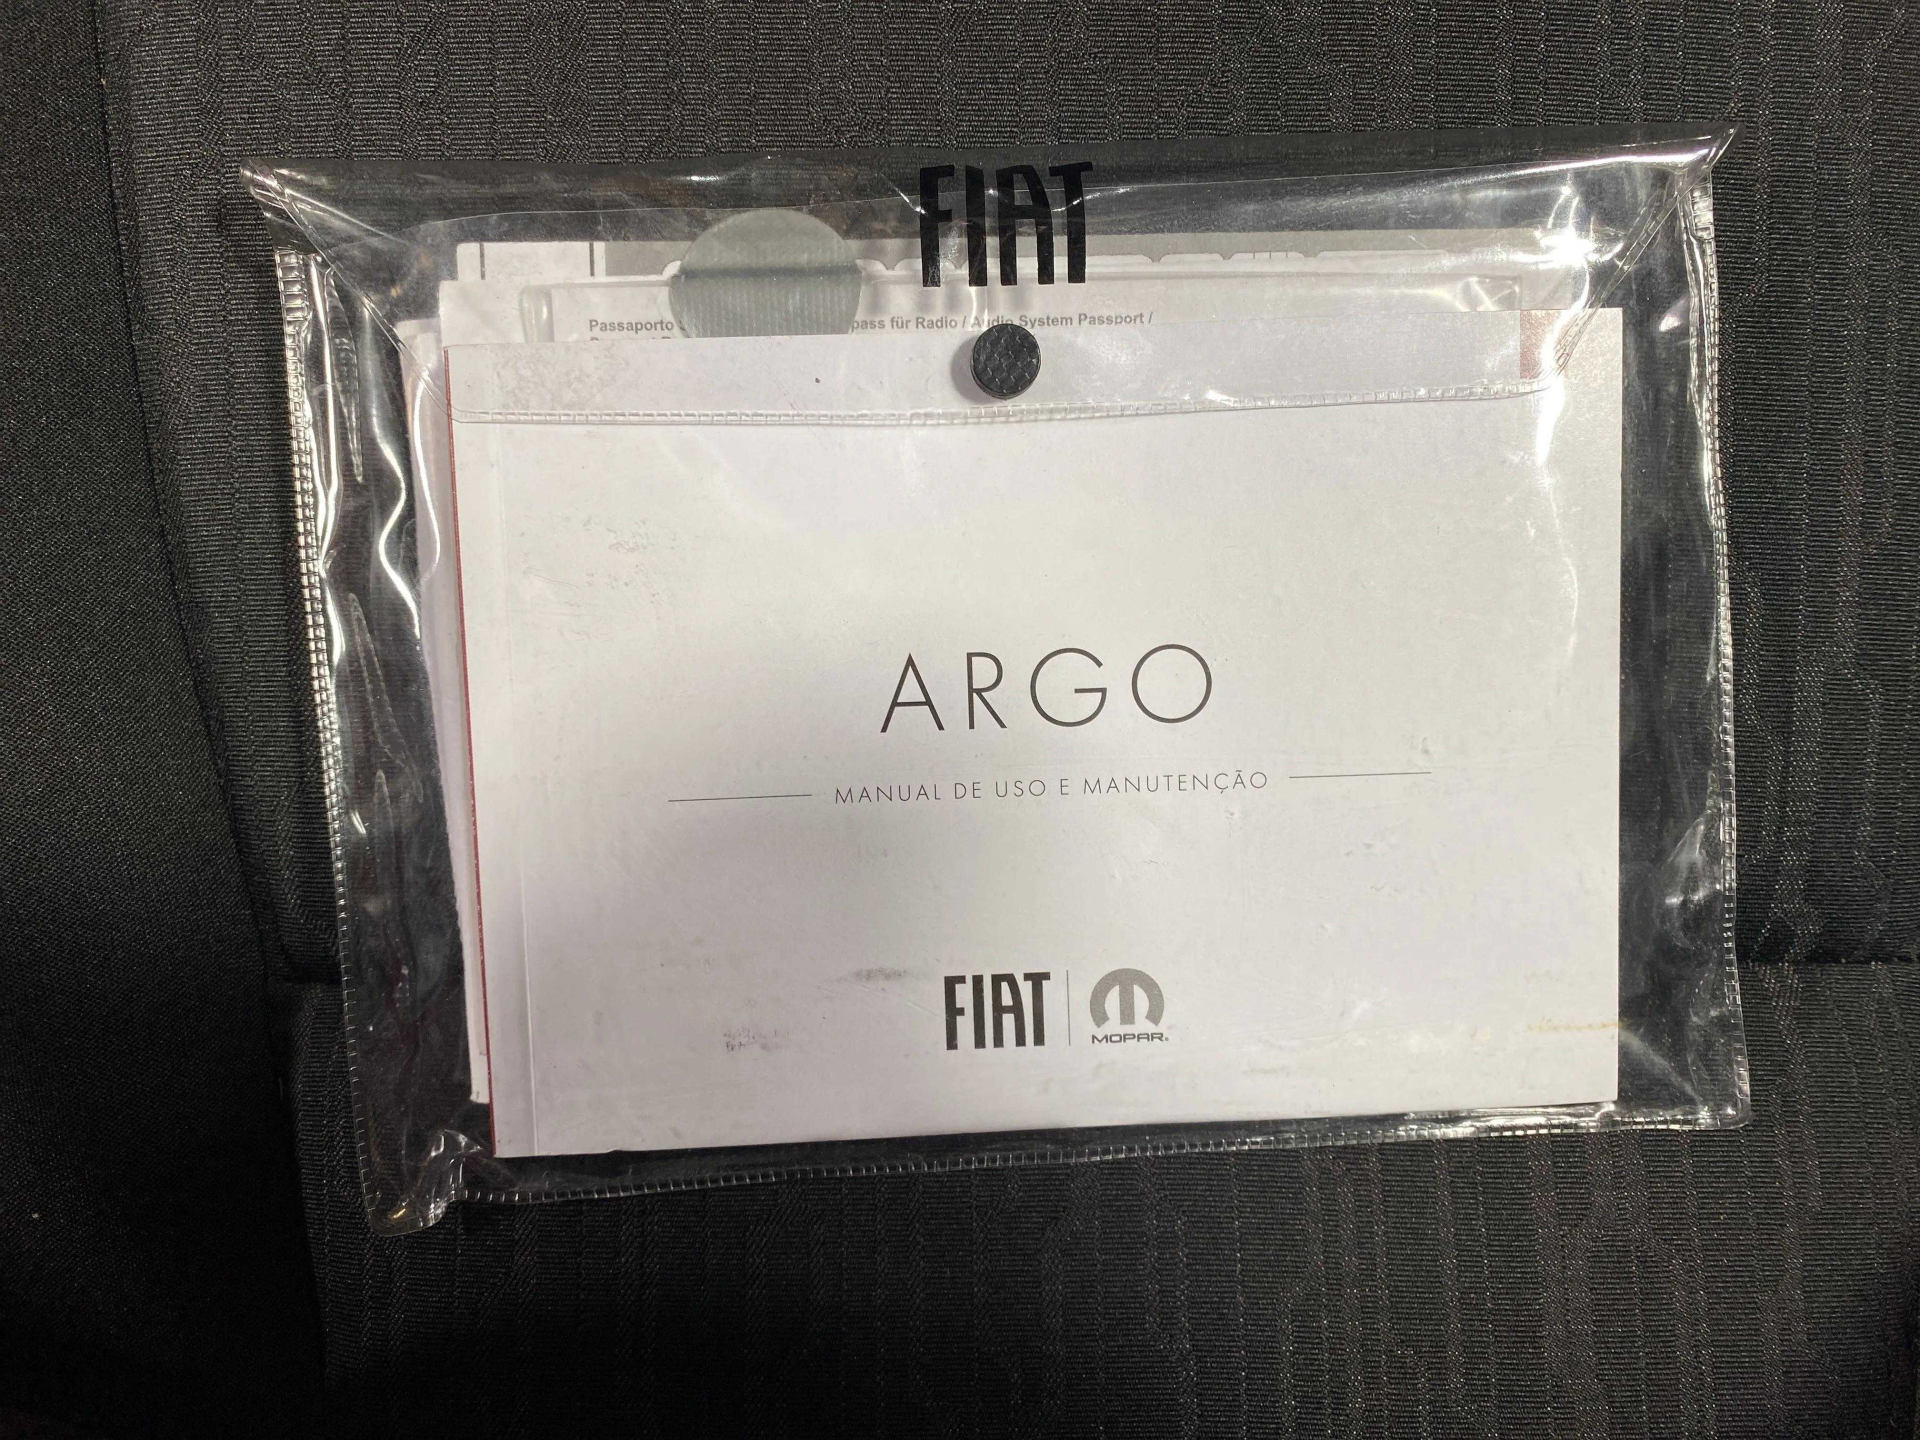 FIAT
Passaporto pass für Radio / Audio System Passport /
ARGO
MANUAL DE USO E MANUTENÇÃO
FIAT MOPAR®